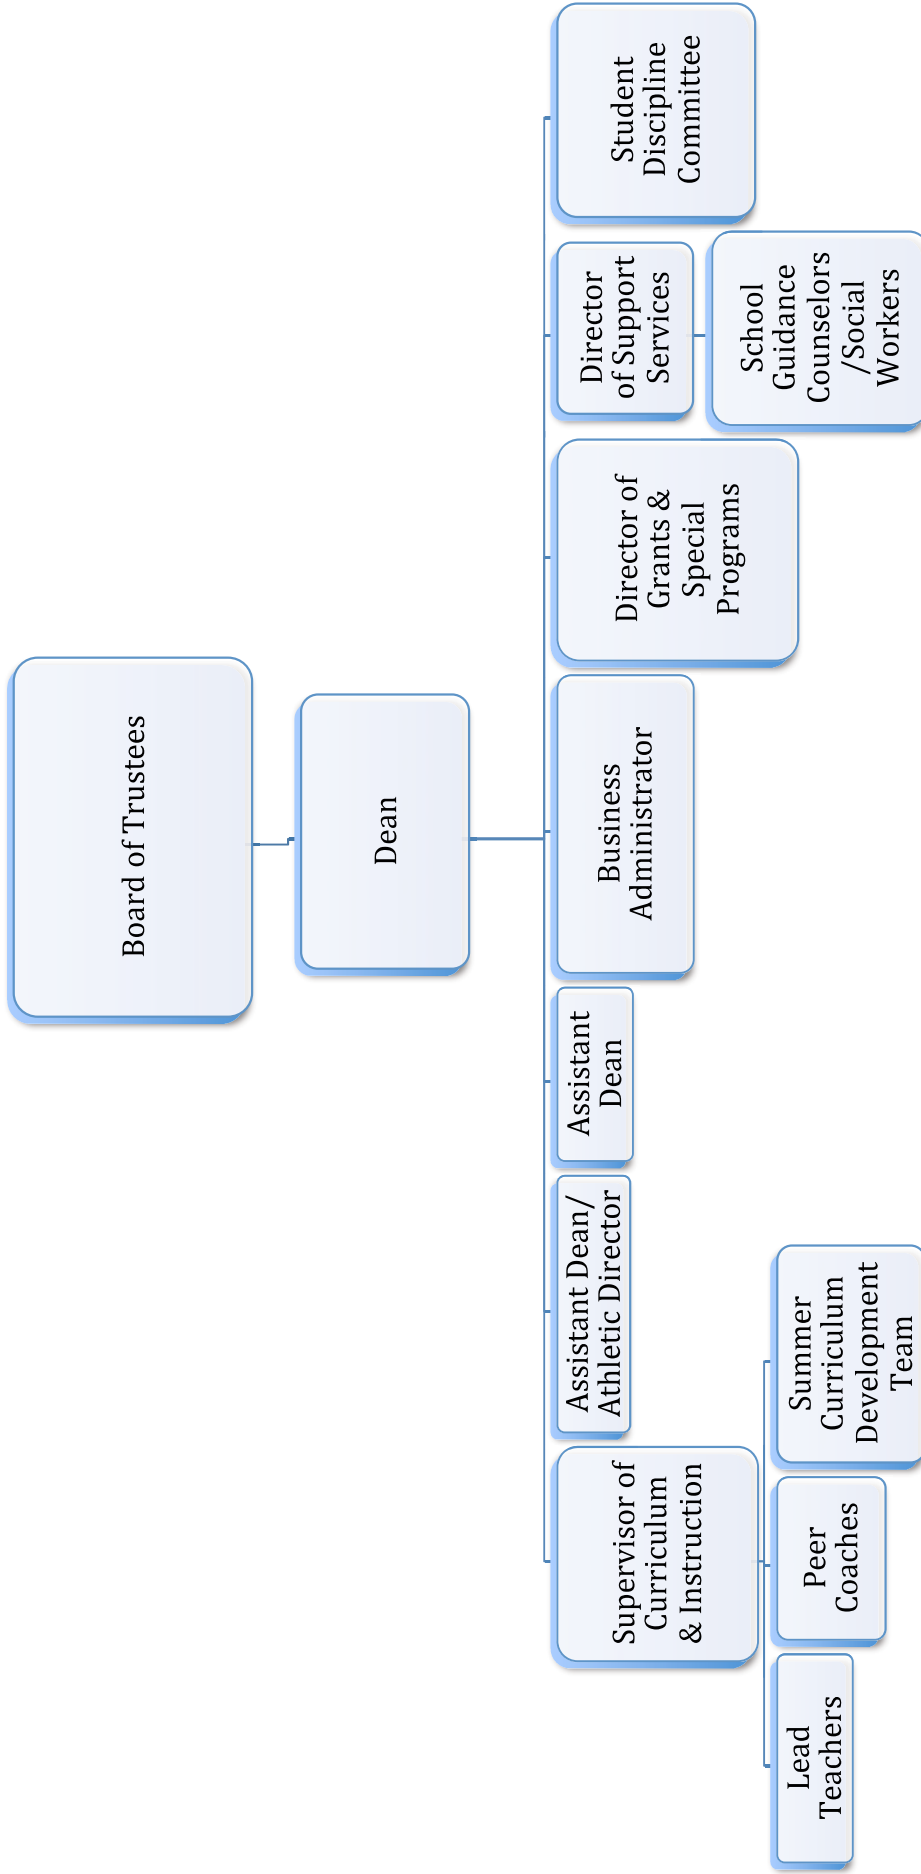 Board of Trustees
Dean
Supervisor of
Curriculum
& Instruction
Assistant Dean/
Athletic Director
Assistant
Dean
Business
Administrator
Director of
Grants &
Special
Programs
Director
of Support
Services
Student
Discipline
Committee
Lead
Teachers
Peer
Coaches
Summer
Curriculum
Development
Team
School
Guidance
Counselors
/Social
Workers